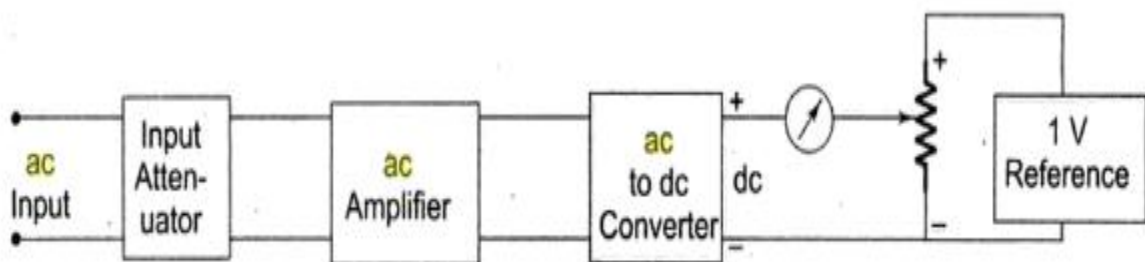 ac
Input
Input
Atten-
uator
ac
Amplifier
ac
to dc
Converter
+
dc
−
+
−
1 V
Reference